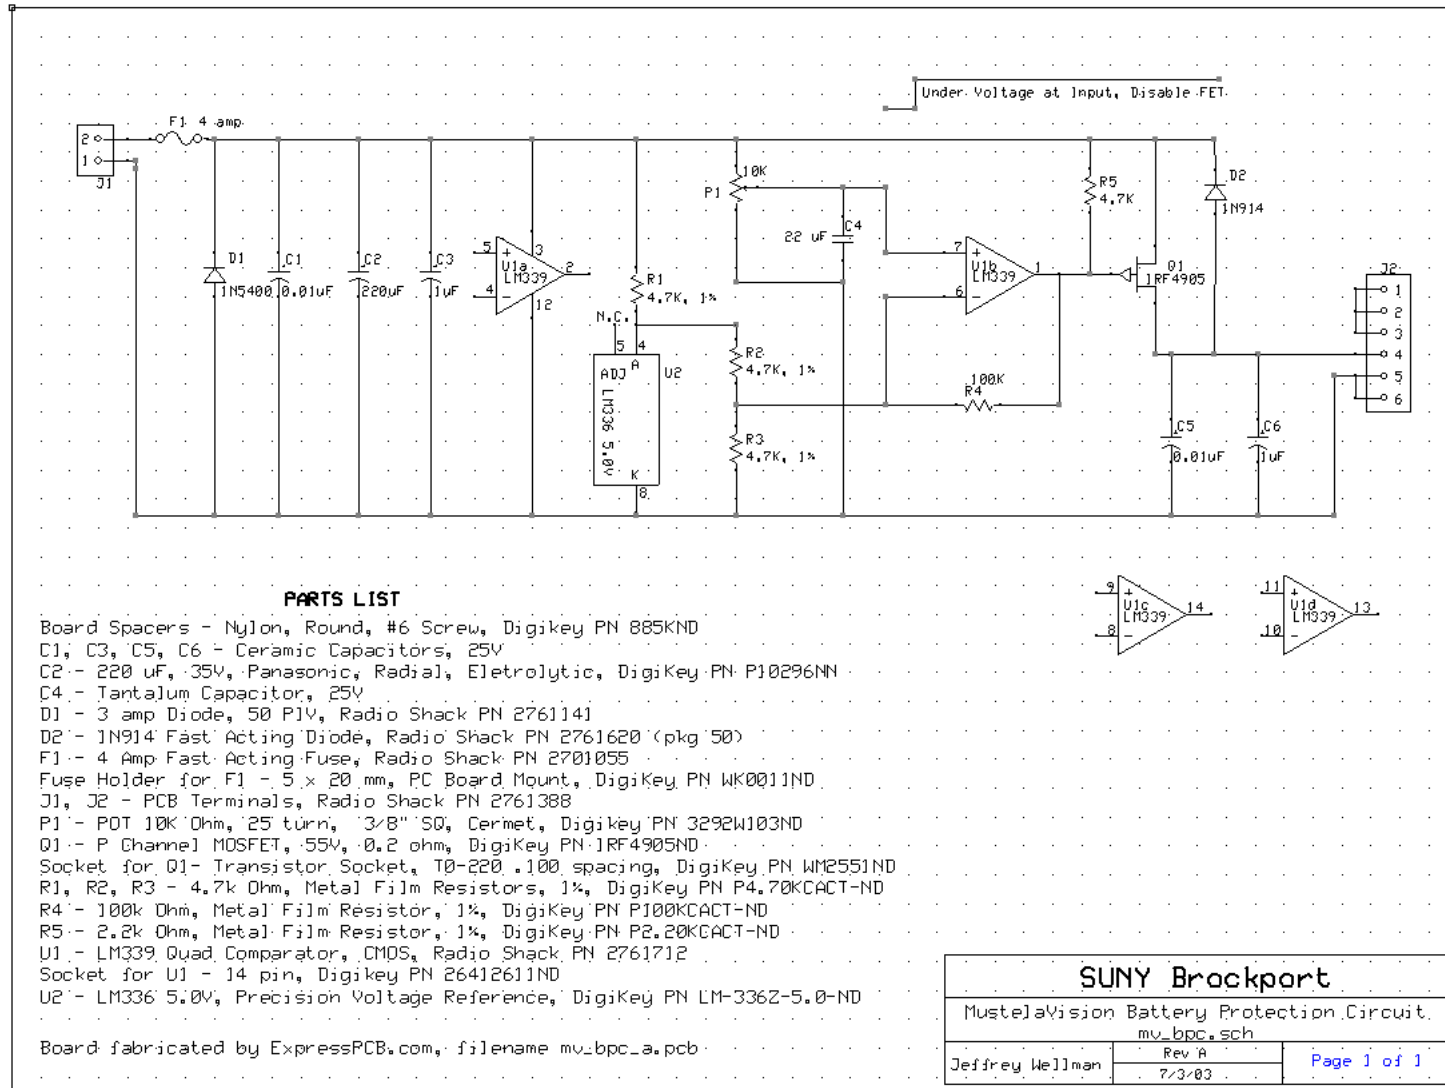 Under Voltage at Input, Disable FET
F1 4 amp
2
1
J1
10K
P1
R5
4.7K
D2
1N914
22 uF
C4
D1
1N5400
C1
0.01uF
C2
220uF
C3
1uF
5
+
3
U1a
LM339
2
4
-
12
7
+
U1b
LM339
1
6
-
Q1
IRF4905
J2
1
2
3
4
5
6
R1
4.7K, 1%
N.C.
5 4
ADJ A
U2
LM336 5.0V
K
8
R2
4.7K, 1%
100K
R4
R3
4.7K, 1%
C5
0.01uF
C6
1uF
9
+
U1c
LM339
14
8
-
11
+
U1d
LM339
13
10
-
PARTS LIST
Board Spacers - Nylon, Round, #6 Screw, Digikey PN 885KND
C1, C3, C5, C6 - Ceramic Capacitors, 25V
C2 - 220 uF, 35V, Panasonic, Radial, Eletrolytic, DigiKey PN P10296NN
C4 - Tantalum Capacitor, 25V
D1 - 3 amp Diode, 50 PIV, Radio Shack PN 2761141
D2 - 1N914 Fast Acting Diode, Radio Shack PN 2761620 (pkg 50)
F1 - 4 Amp Fast Acting Fuse, Radio Shack PN 2701055
Fuse Holder for F1 - 5 x 20 mm, PC Board Mount, DigiKey PN WK0011ND
J1, J2 - PCB Terminals, Radio Shack PN 2761388
P1 - POT 10K Ohm, 25 turn, 3/8" SQ, Cermet, Digikey PN 3292W103ND
Q1 - P Channel MOSFET, 55V, 0.2 ohm, DigiKey PN IRF4905ND
Socket for Q1- Transistor Socket, TO-220 .100 spacing, DigiKey PN WM2551ND
R1, R2, R3 - 4.7k Ohm, Metal Film Resistors, 1%, DigiKey PN P4.70KCACT-ND
R4 - 100k Ohm, Metal Film Resistor, 1%, DigiKey PN P100KCACT-ND
R5 - 2.2k Ohm, Metal Film Resistor, 1%, DigiKey PN P2.20KCACT-ND
U1 - LM339 Quad Comparator, CMOS, Radio Shack PN 2761712
Socket for U1 - 14 pin, Digikey PN 26412611ND
U2 - LM336 5.0V, Precision Voltage Reference, DigiKey PN LM-336Z-5.0-ND
Board fabricated by ExpressPCB.com, filename mv_bpc_a.pcb
SUNY Brockport
MustelaVision Battery Protection Circuit
mv_bpc.sch
Jeffrey Wellman
Rev A
7/3/03
Page 1 of 1